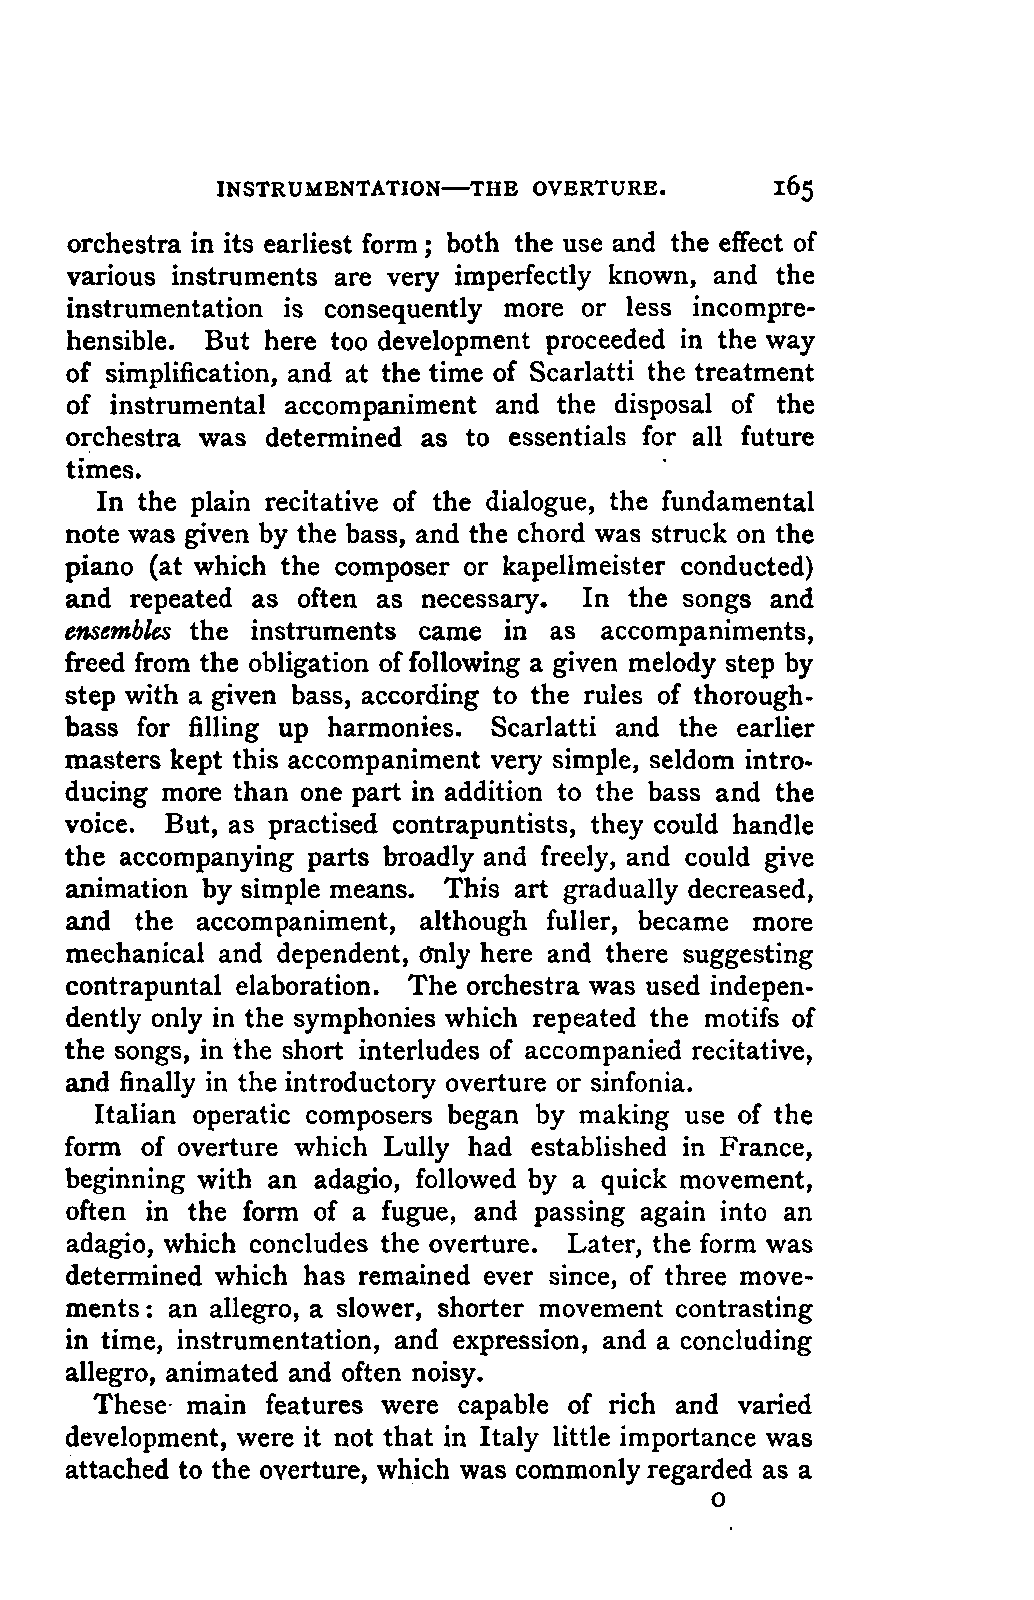 INSTRUMENTATION—THE OVERTURE. 165
orchestra in its earliest form; both the use and the effect of
various instruments are very imperfectly known, and the
instrumentation is consequently more or less incompre-
hensible. But here too development proceeded in the way
of simplification, and at the time of Scarlatti the treatment
of instrumental accompaniment and the disposal of the
orchestra was determined as to essentials for all future
times.
In the plain recitative of the dialogue, the fundamental
note was given by the bass, and the chord was struck on the
piano (at which the composer or kapellmeister conducted)
and repeated as often as necessary. In the songs and
ensembles the instruments came in as accompaniments,
freed from the obligation of following a given melody step by
step with a given bass, according to the rules of thorough-
bass for filling up harmonies. Scarlatti and the earlier
masters kept this accompaniment very simple, seldom intro-
ducing more than one part in addition to the bass and the
voice. But, as practised contrapuntists, they could handle
the accompanying parts broadly and freely, and could give
animation by simple means. This art gradually decreased,
and the accompaniment, although fuller, became more
mechanical and dependent, only here and there suggesting
contrapuntal elaboration. The orchestra was used indepen-
dently only in the symphonies which repeated the motifs of
the songs, in the short interludes of accompanied recitative,
and finally in the introductory overture or sinfonia.
Italian operatic composers began by making use of the
form of overture which Lully had established in France,
beginning with an adagio, followed by a quick movement,
often in the form of a fugue, and passing again into an
adagio, which concludes the overture. Later, the form was
determined which has remained ever since, of three move-
ments: an allegro, a slower, shorter movement contrasting
in time, instrumentation, and expression, and a concluding
allegro, animated and often noisy.
These main features were capable of rich and varied
development, were it not that in Italy little importance was
attached to the overture, which was commonly regarded as a
O